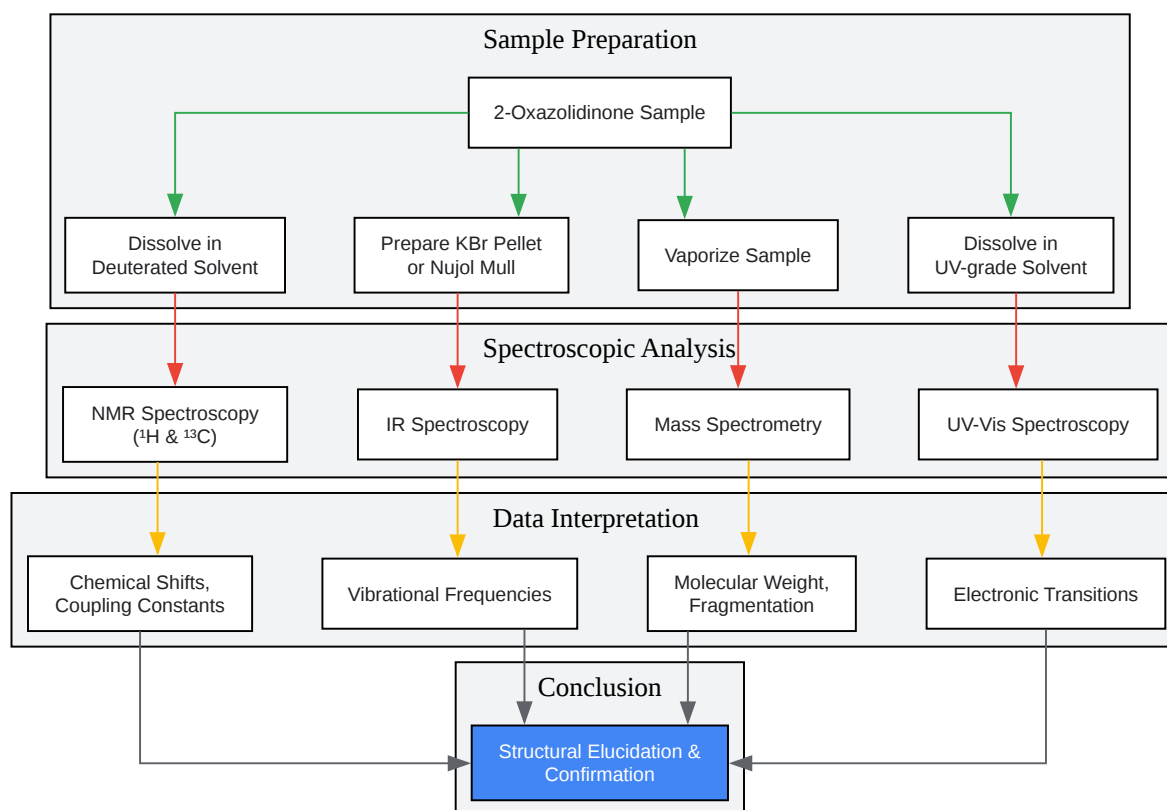 Sample Preparation
2-Oxazolidinone Sample
Dissolve in
Deuterated Solvent
Prepare KBr Pellet
or Nujol Mull
Vaporize Sample
Dissolve in
UV-grade Solvent
Spectroscopic Analysis
NMR Spectroscopy
(¹H & ¹³C)
IR Spectroscopy
Mass Spectrometry
UV-Vis Spectroscopy
Data Interpretation
Chemical Shifts,
Coupling Constants
Vibrational Frequencies
Molecular Weight,
Fragmentation
Electronic Transitions
Conclusion
Structural Elucidation &
Confirmation